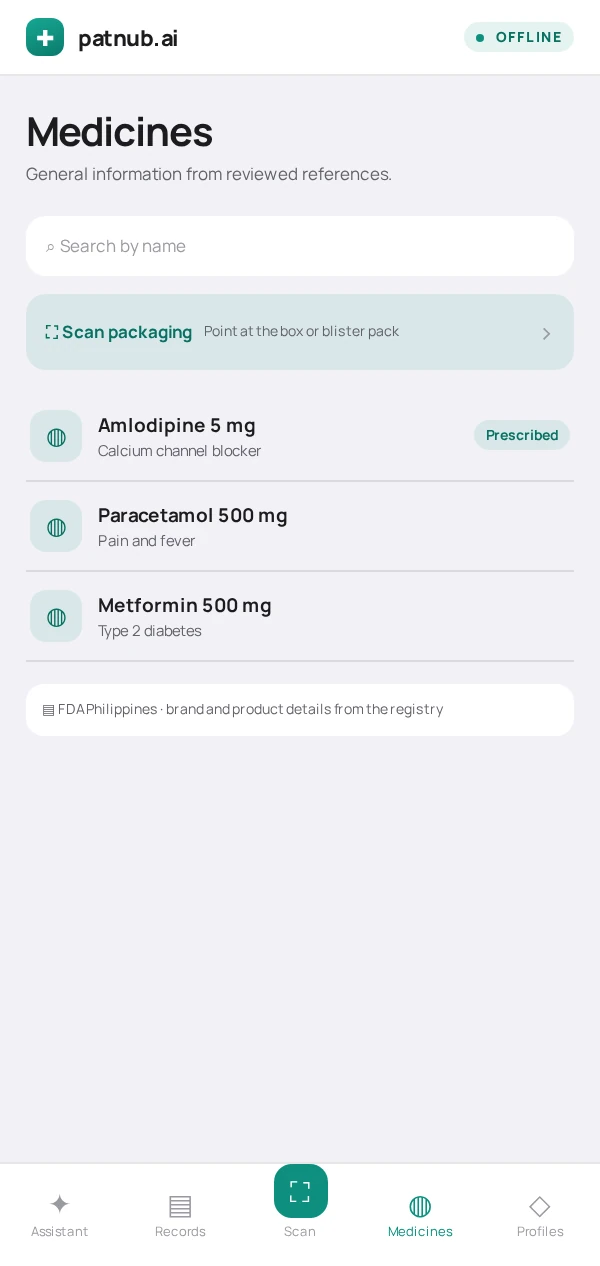 patnub.ai
OFFLINE
Medicines
General information from reviewed references.
Search by name
Scan packaging Point at the box or blister pack
Amlodipine 5 mg
Calcium channel blocker
Prescribed
Paracetamol 500 mg
Pain and fever
Metformin 500 mg
Type 2 diabetes
FDA Philippines · brand and product details from the registry
Assistant
Records
Scan
Medicines
Profiles